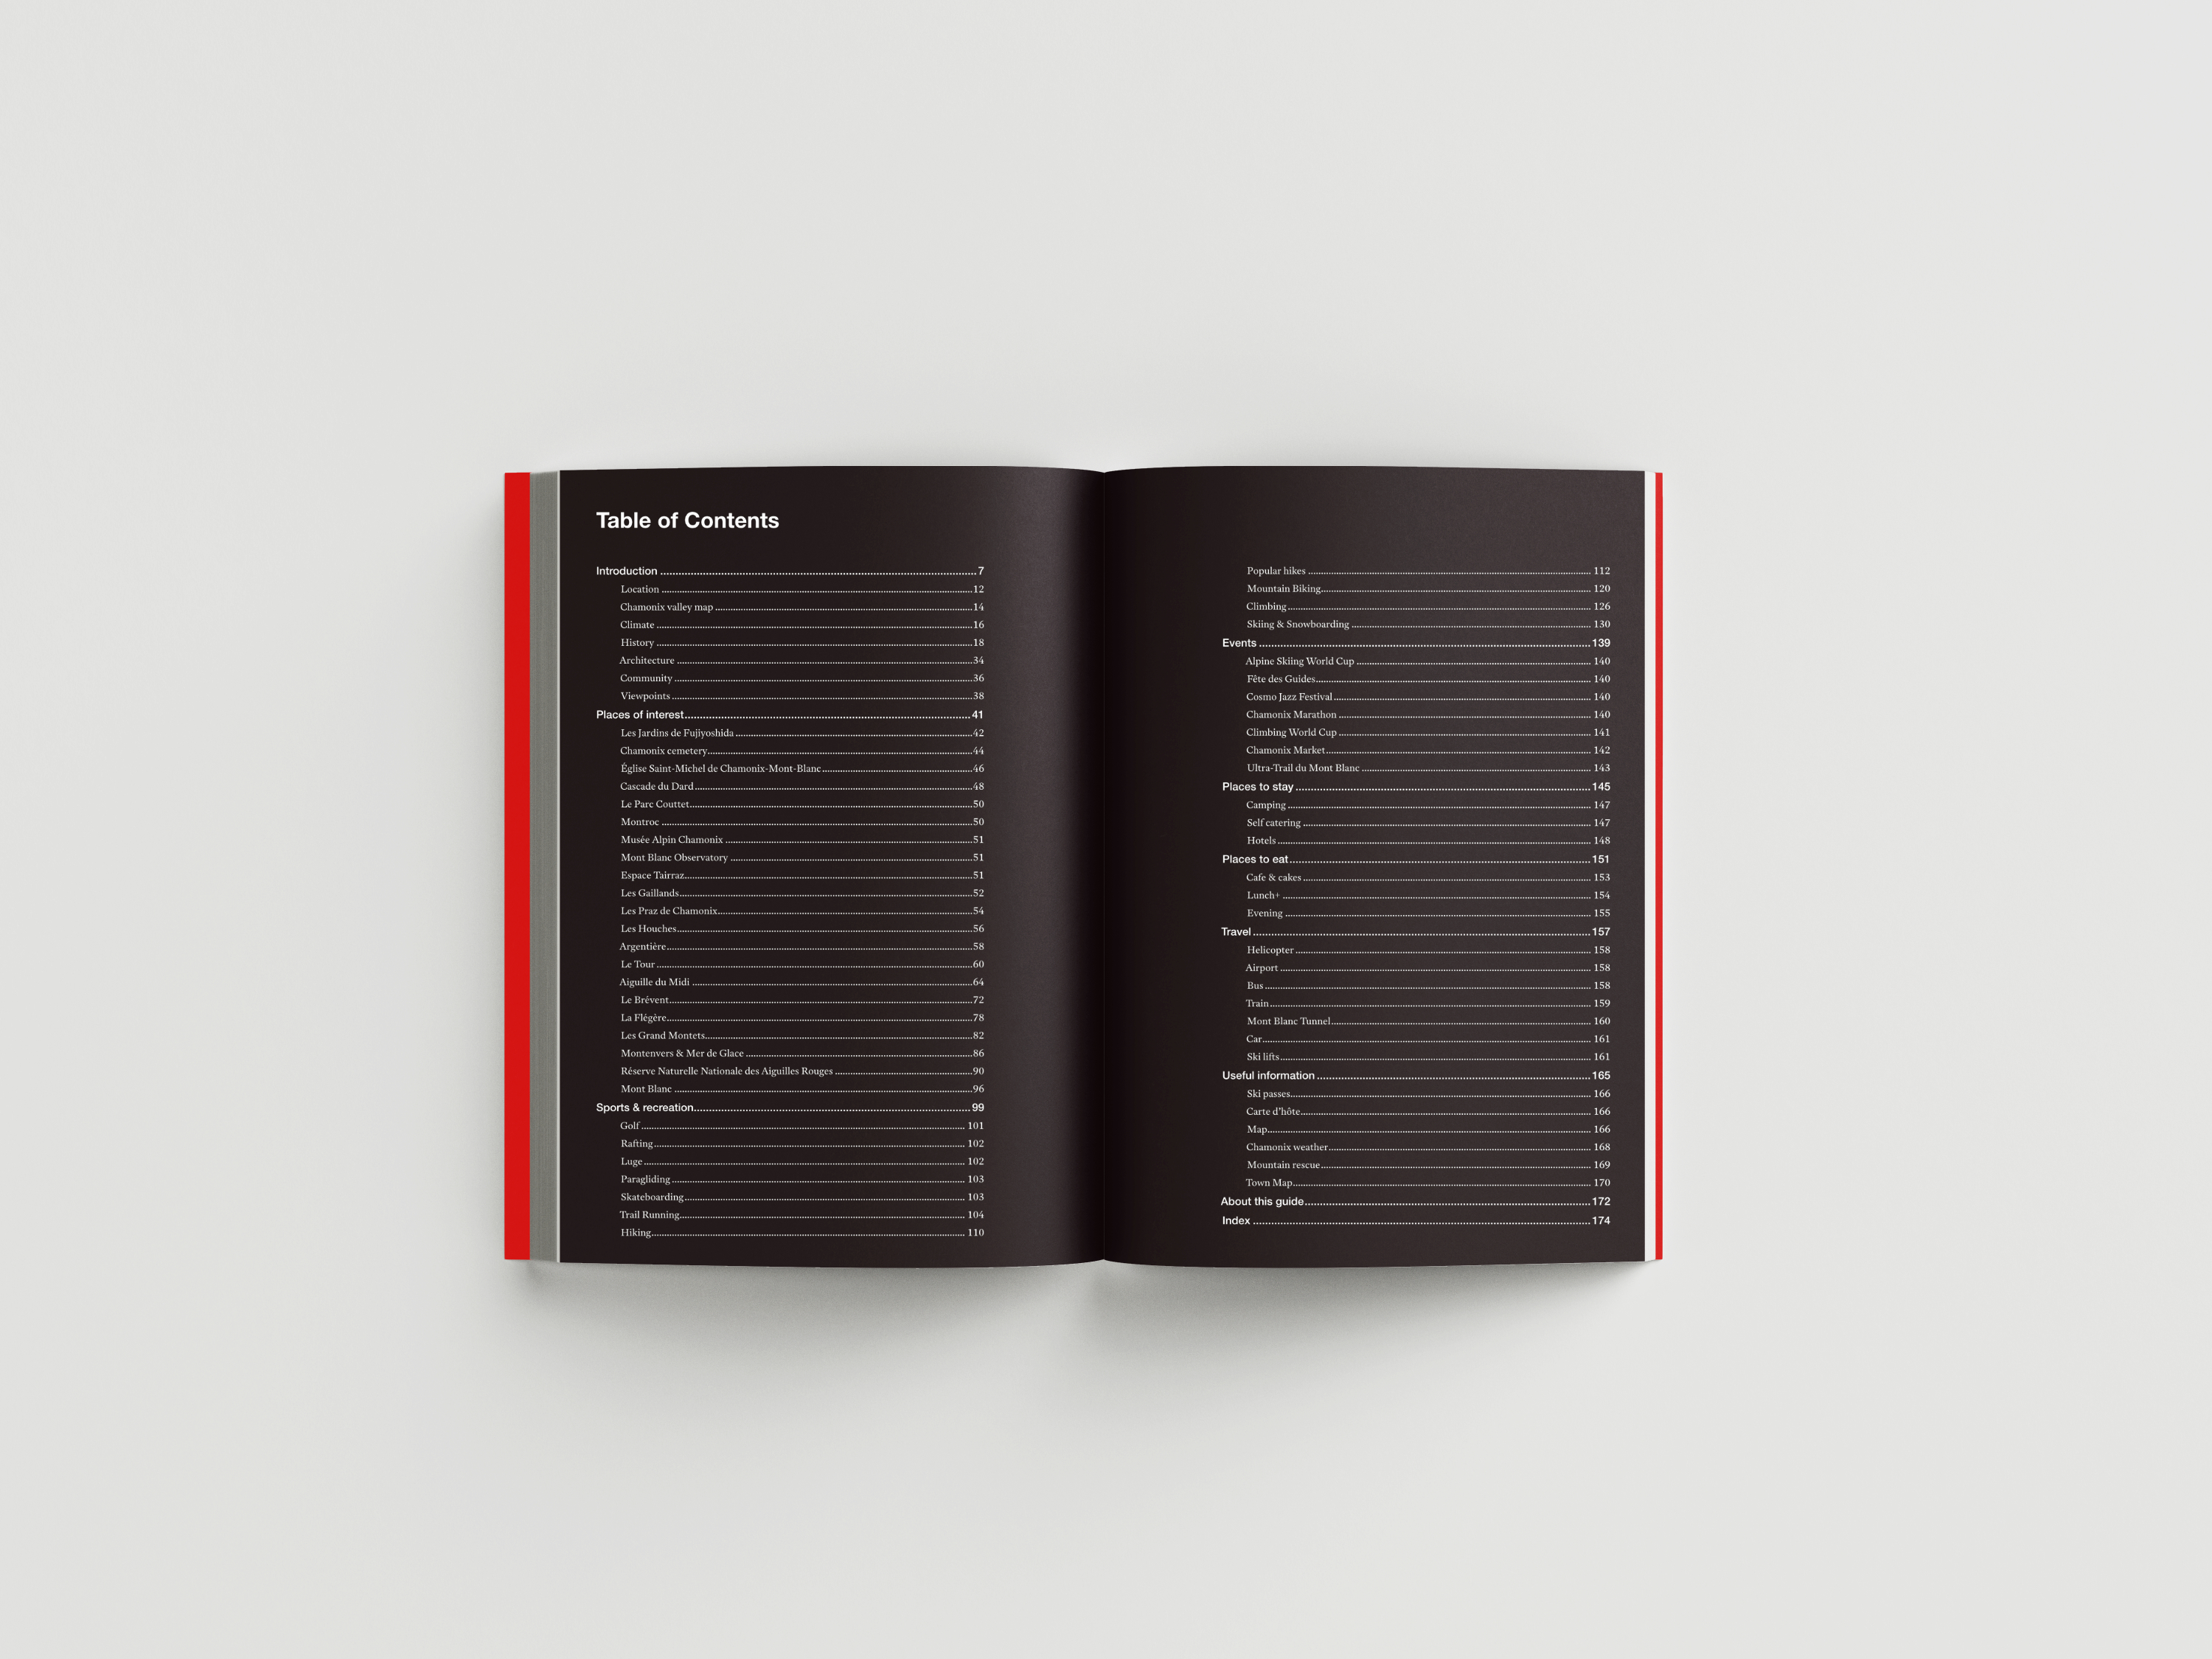 Table of Contents
Introduction ........ 7
Location ........ 12
Chamonix valley map ........ 14
Climate ........ 16
History ........ 18
Architecture ........ 34
Community ........ 36
Viewpoints ........ 38
Places of interest ........ 41
Les Jardins de Fujiyoshida ........ 42
Chamonix cemetery ........ 44
Église Saint-Michel de Chamonix-Mont-Blanc ........ 46
Cascade du Dard ........ 48
Le Parc Couttet ........ 50
Montroc ........ 50
Musée Alpin Chamonix ........ 51
Mont Blanc Observatory ........ 51
Espace Tairraz ........ 51
Les Gaillands ........ 52
Les Praz de Chamonix ........ 54
Les Houches ........ 56
Argentière ........ 58
Le Tour ........ 60
Aiguille du Midi ........ 64
Le Brévent ........ 72
La Flégère ........ 78
Les Grand Montets ........ 82
Montenvers & Mer de Glace ........ 86
Réserve Naturelle Nationale des Aiguilles Rouges ........ 90
Mont Blanc ........ 96
Sports & recreation ........ 99
Golf ........ 101
Rafting ........ 102
Luge ........ 102
Paragliding ........ 103
Skateboarding ........ 103
Trail Running ........ 104
Hiking ........ 110
Popular hikes ........ 112
Mountain Biking ........ 120
Climbing ........ 126
Skiing & Snowboarding ........ 130
Events ........ 139
Alpine Skiing World Cup ........ 140
Fête des Guides ........ 140
Cosmo Jazz Festival ........ 140
Chamonix Marathon ........ 140
Climbing World Cup ........ 141
Chamonix Market ........ 142
Ultra-Trail du Mont Blanc ........ 143
Places to stay ........ 145
Camping ........ 147
Self catering ........ 147
Hotels ........ 148
Places to eat ........ 151
Cafe & cakes ........ 153
Lunch+ ........ 154
Evening ........ 155
Travel ........ 157
Helicopter ........ 158
Airport ........ 158
Bus ........ 158
Train ........ 159
Mont Blanc Tunnel ........ 160
Car ........ 161
Ski lifts ........ 161
Useful information ........ 165
Ski passes ........ 166
Carte d'hôte ........ 166
Map ........ 166
Chamonix weather ........ 168
Mountain rescue ........ 169
Town Map ........ 170
About this guide ........ 172
Index ........ 174